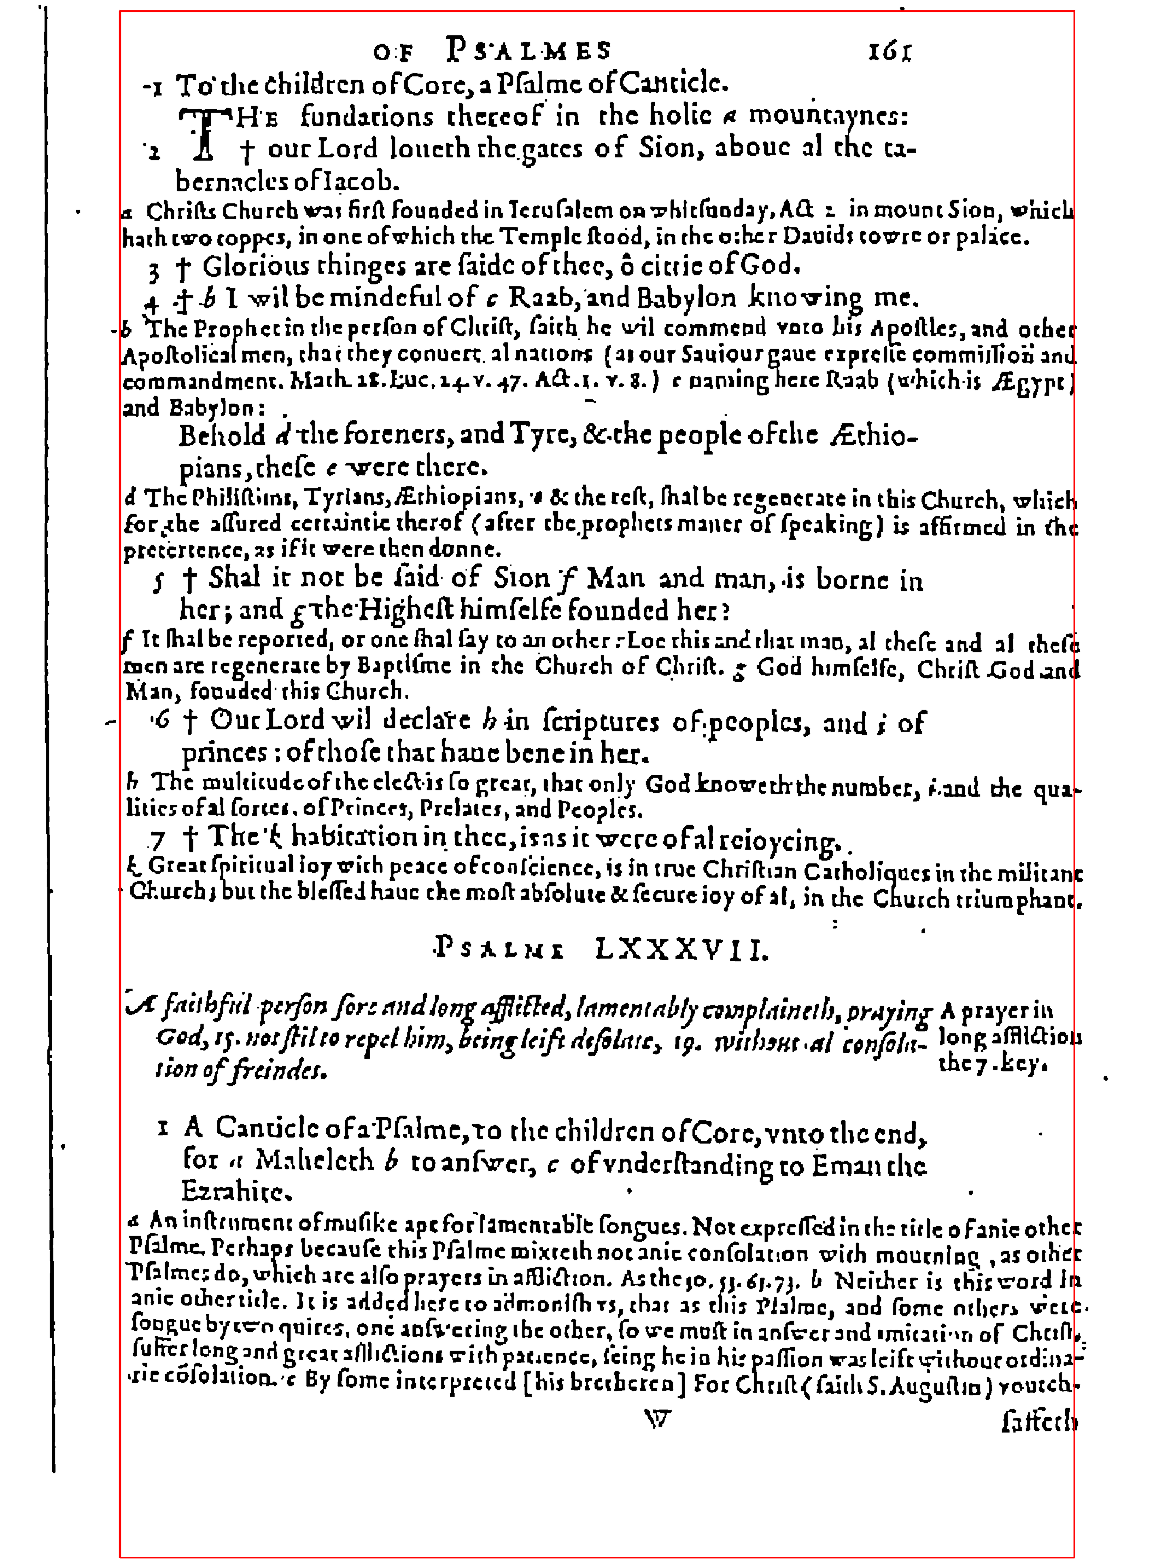 OF PSALMES 161
1 To the children of Core, a Pſalme of Canticle.
THE fundations thereof in the holie a mountaynes:
2 † our Lord loueth the gates of Sion, aboue al the ta-
bernacles of Iacob.
a Chriſts Church was firſt founded in Ieruſalem on whitſunday, Act 2 in mount Sion, which
hath two toppes, in one of which the Temple ſtood, in the other Dauids towre or palace.
3 † Glorious thinges are ſaide of thee, ô cittie of God.
4 † b I wil be mindeful of c Raab, and Babylon knowing me.
b The Prophet in the perſon of Chriſt, ſaith he wil commend vnto his Apoſtles, and other
Apoſtolical men, that they conuert al nations (as our Sauiour gaue expreſſe commiſſion and
commandment. Math. 28. Luc. 24. v. 47. Act. 1. v. 8.) c naming here Raab (which is Ægypt)
and Babylon:
Behold d the foreners, and Tyre, & the people of the Æthio-
pians, theſe e were there.
d The Philiſtims, Tyrians, Æthiopians, e & the reſt, ſhal be regenerate in this Church, which
for the aſſured certaintie therof (after the prophets maner of ſpeaking) is affirmed in the
pretertence, as if it were then donne.
5 † Shal it not be ſaid of Sion f Man and man, is borne in
her; and g the Higheſt himſelfe founded her?
f It ſhal be reported, or one ſhal ſay to an other: Loe this and that man, al theſe and al theſe
men are regenerate by Baptiſme in the Church of Chriſt. g God himſelfe, Chriſt God and
Man, founded this Church.
6 † Our Lord wil declare h in ſcriptures of peoples, and i of
princes: of thoſe that haue bene in her.
h The multitude of the elect is ſo great, that only God knoweth the number, i and the qua-
lities of al ſortes, of Princes, Prelates, and Peoples.
7 † The k habitation in thee, is as it were of al reioycing.
k Great ſpiritual ioy with peace of conſcience, is in true Chriſtian Catholiques in the militant
Church; but the bleſſed haue the moſt abſolute & ſecure ioy of al, in the Church triumphant.
PSALME LXXXVII.
A faithful perſon ſore and long afflicted, lamentably complaineth, praying
God, 15. not ſtil to repel him, being leift deſolate, 19. without al conſola-
tion of freindes.
A prayer in
long affliction
the 7. key.
1 A Canticle of a Pſalme, to the children of Core, vnto the end,
for a Maheleth b to anſwer, c of vnderſtanding to Eman the
Ezrahite.
a An inſtrument of muſike apt for lamentable ſongues. Not expreſſed in the title of anie other
Pſalme. Perhaps becauſe this Pſalme mixteth not anie conſolation with mourning, as other
Pſalmes do, which are alſo prayers in affliction. As the 50. 53. 61. 73. b Neither is this word in
anie other title. It is added here to admoniſh vs, that as this Pſalme, and ſome others were
ſongue by two quires, one anſwering the other, ſo we muſt in anſwer and imitation of Chriſt,
ſuffer long and great afflictions with patience, ſeing he in his paſſion was leift without ordina-
rie cōſolation. c By ſome interpreted [his bretheren] For Chriſt (ſaith S. Auguſtin) voutch-
W ſaffeth